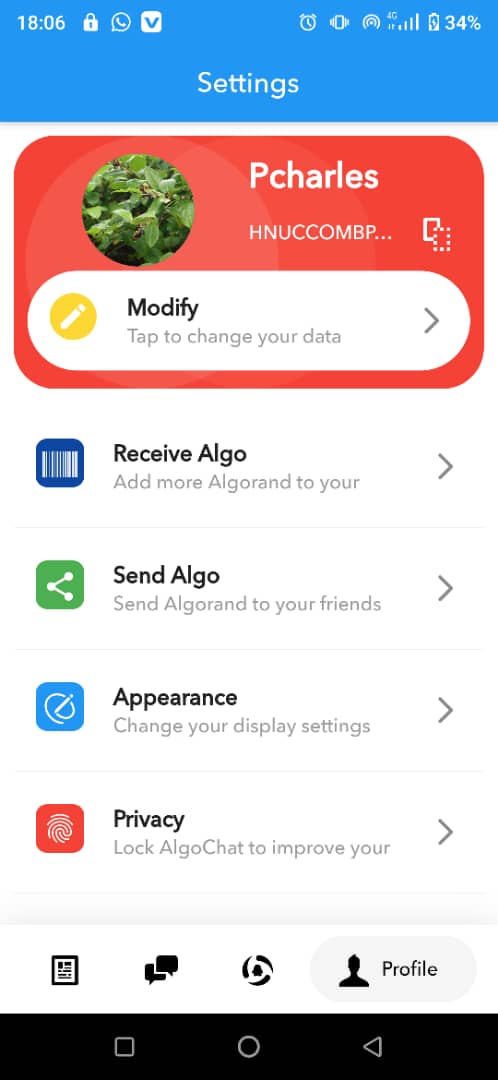 18:06 4G 34%
Settings
Pcharles
HNUCCOMBP...
Modify
Tap to change your data
Receive Algo
Add more Algorand to your
Send Algo
Send Algorand to your friends
Appearance
Change your display settings
Privacy
Lock AlgoChat to improve your
Profile